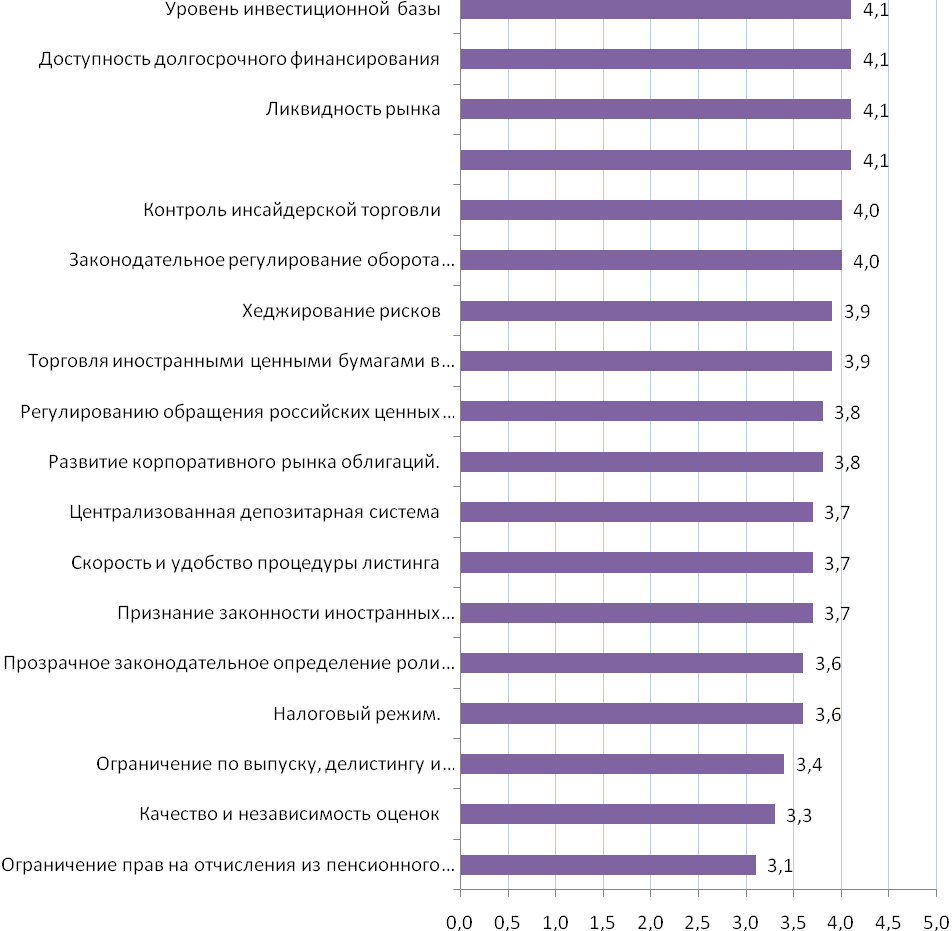 Уровень инвестиционной базы 4,1
Доступность долгосрочного финансирования 4,1
Ликвидность рынка 4,1
4,1
Контроль инсайдерской торговли 4,0
Законодательное регулирование оборота... 4,0
Хеджирование рисков 3,9
Торговля иностранными ценными бумагами в... 3,9
Регулированию обращения российских ценных... 3,8
Развитие корпоративного рынка облигаций. 3,8
Централизованная депозитарная система 3,7
Скорость и удобство процедуры листинга 3,7
Признание законности иностранных... 3,7
Прозрачное законодательное определение роли... 3,6
Налоговый режим. 3,6
Ограничение по выпуску, делистингу и... 3,4
Качество и независимость оценок 3,3
Ограничение прав на отчисления из пенсионного... 3,1
0,0 0,5 1,0 1,5 2,0 2,5 3,0 3,5 4,0 4,5 5,0